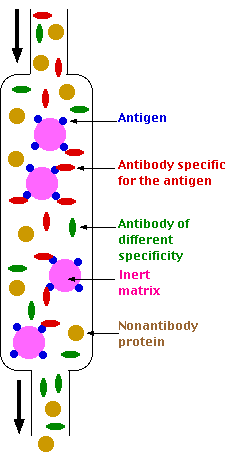 Antigen
Antibody specific
for the antigen
Antibody of
different
specificity
Inert
matrix
Nonantibody
protein